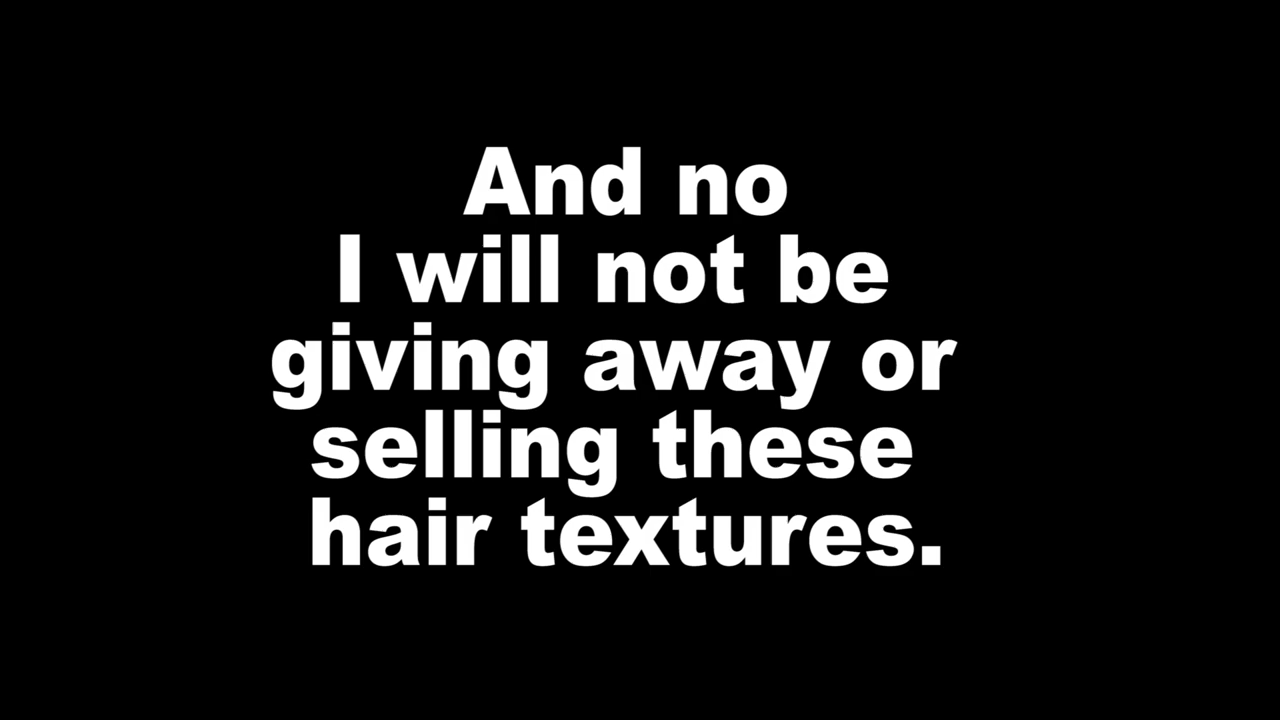 And no
I will not be
giving away or
selling these
hair textures.